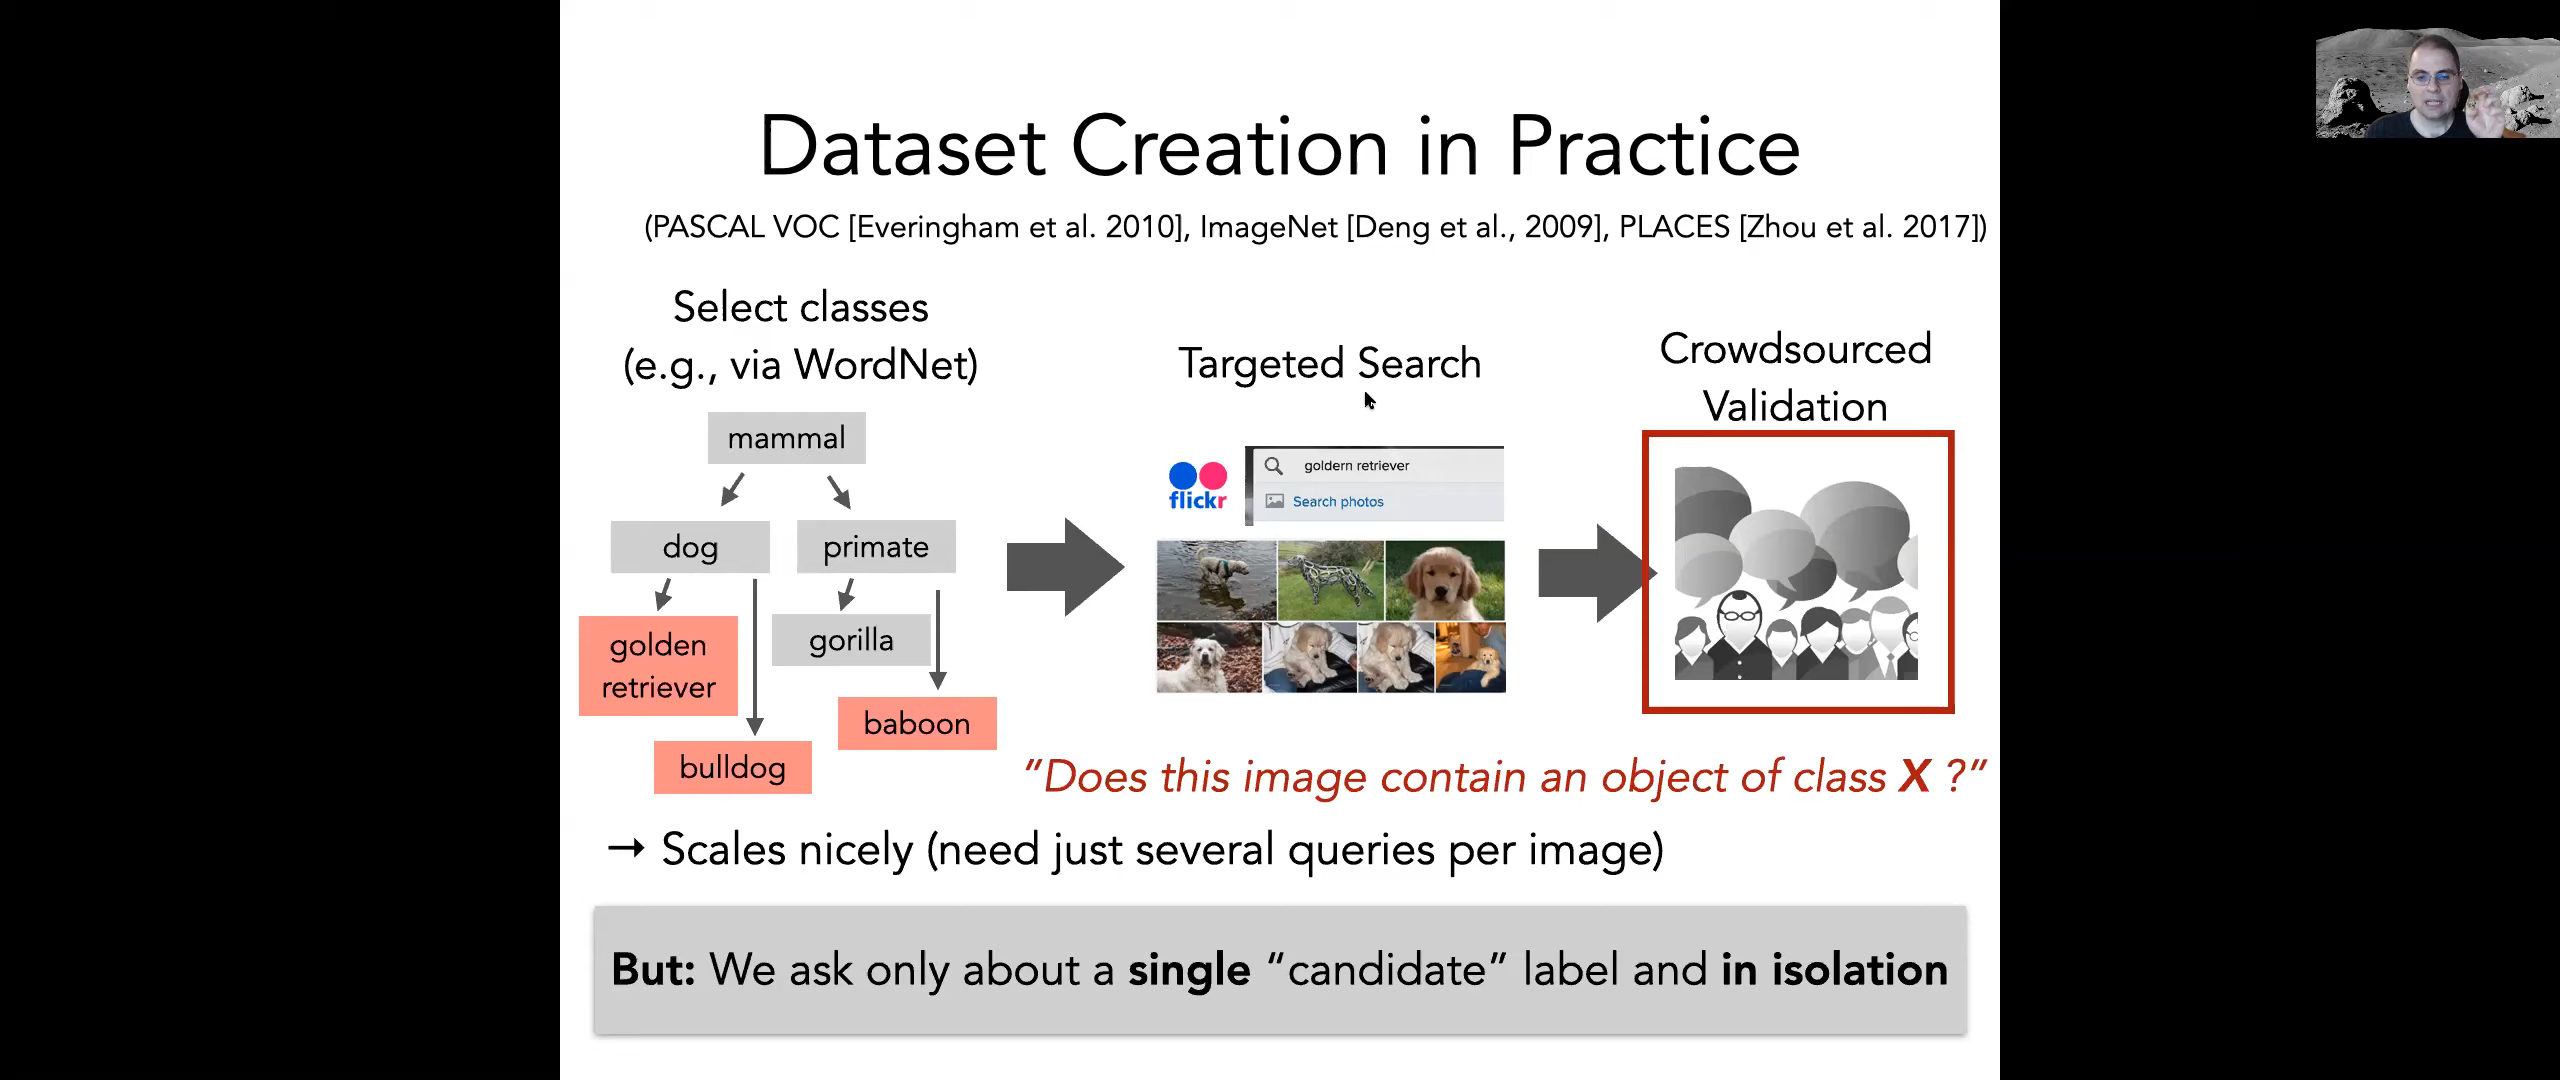 Dataset Creation in Practice
(PASCAL VOC [Everingham et al. 2010], ImageNet [Deng et al., 2009], PLACES [Zhou et al. 2017])
Select classes
(e.g., via WordNet)
mammal
dog
primate
golden
retriever
gorilla
baboon
bulldog
Targeted Search
flickr
goldern retriever
Search photos
Crowdsourced
Validation
“Does this image contain an object of class X ?”
→ Scales nicely (need just several queries per image)
But: We ask only about a single “candidate” label and in isolation